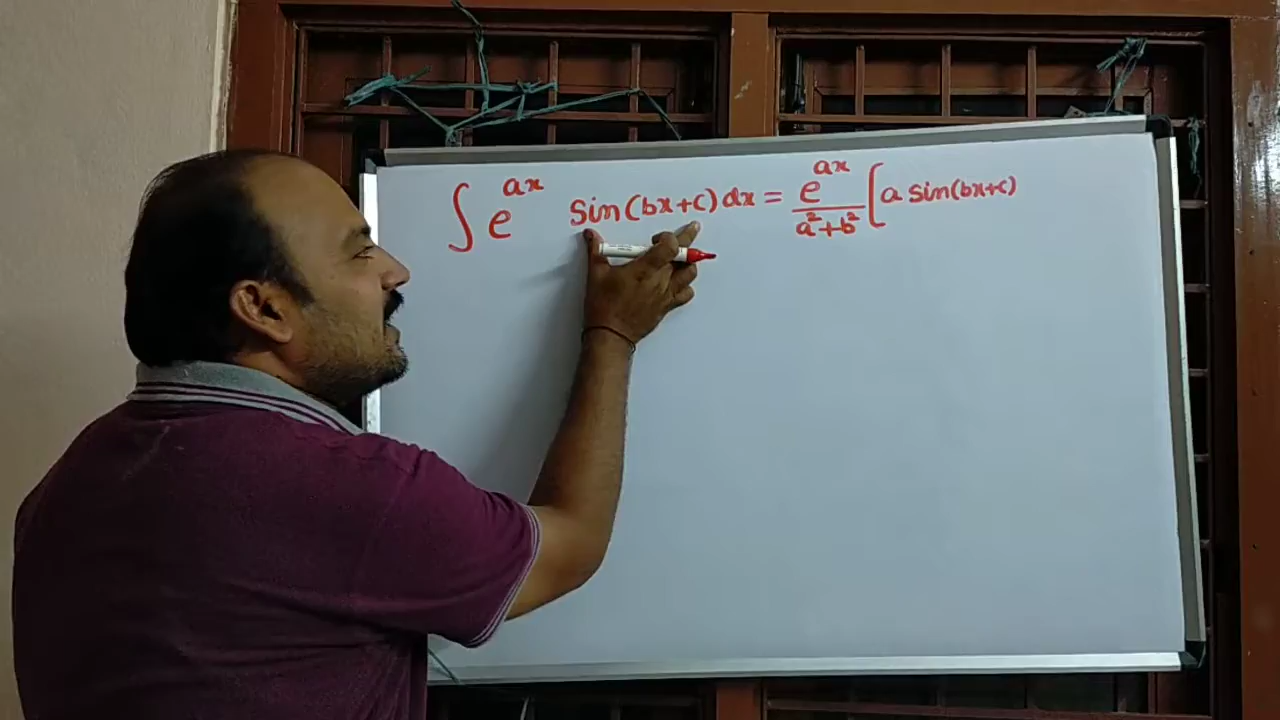 ∫ e^{ax} sin(bx+c) dx = e^{ax}/(a²+b²) [a sin(bx+c)